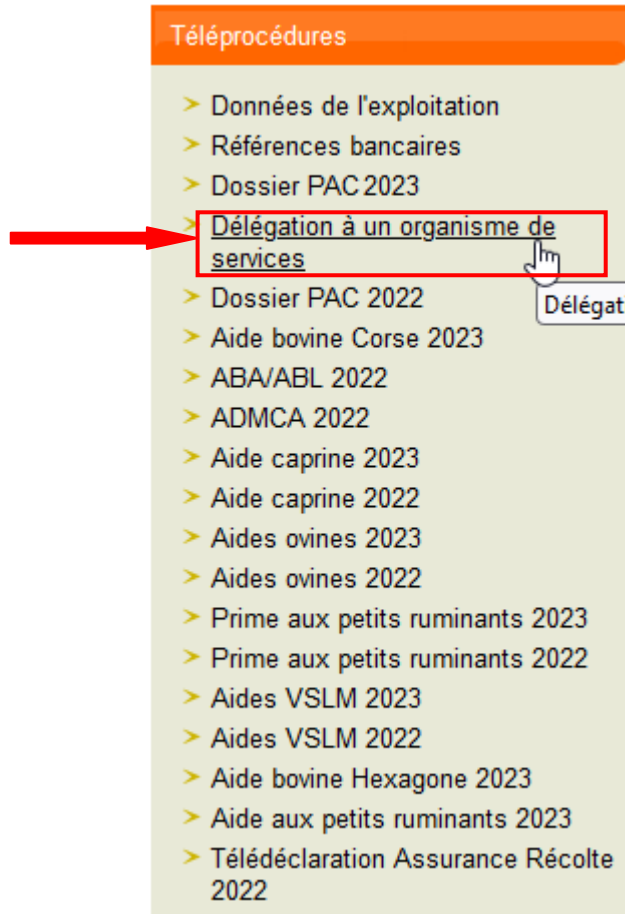 Téléprocédures
Données de l'exploitation
Références bancaires
Dossier PAC 2023
Délégation à un organisme de
services
Dossier PAC 2022
Délégat
Aide bovine Corse 2023
ABA/ABL 2022
ADMCA 2022
Aide caprine 2023
Aide caprine 2022
Aides ovines 2023
Aides ovines 2022
Prime aux petits ruminants 2023
Prime aux petits ruminants 2022
Aides VSLM 2023
Aides VSLM 2022
Aide bovine Hexagone 2023
Aide aux petits ruminants 2023
Télédéclaration Assurance Récolte
2022